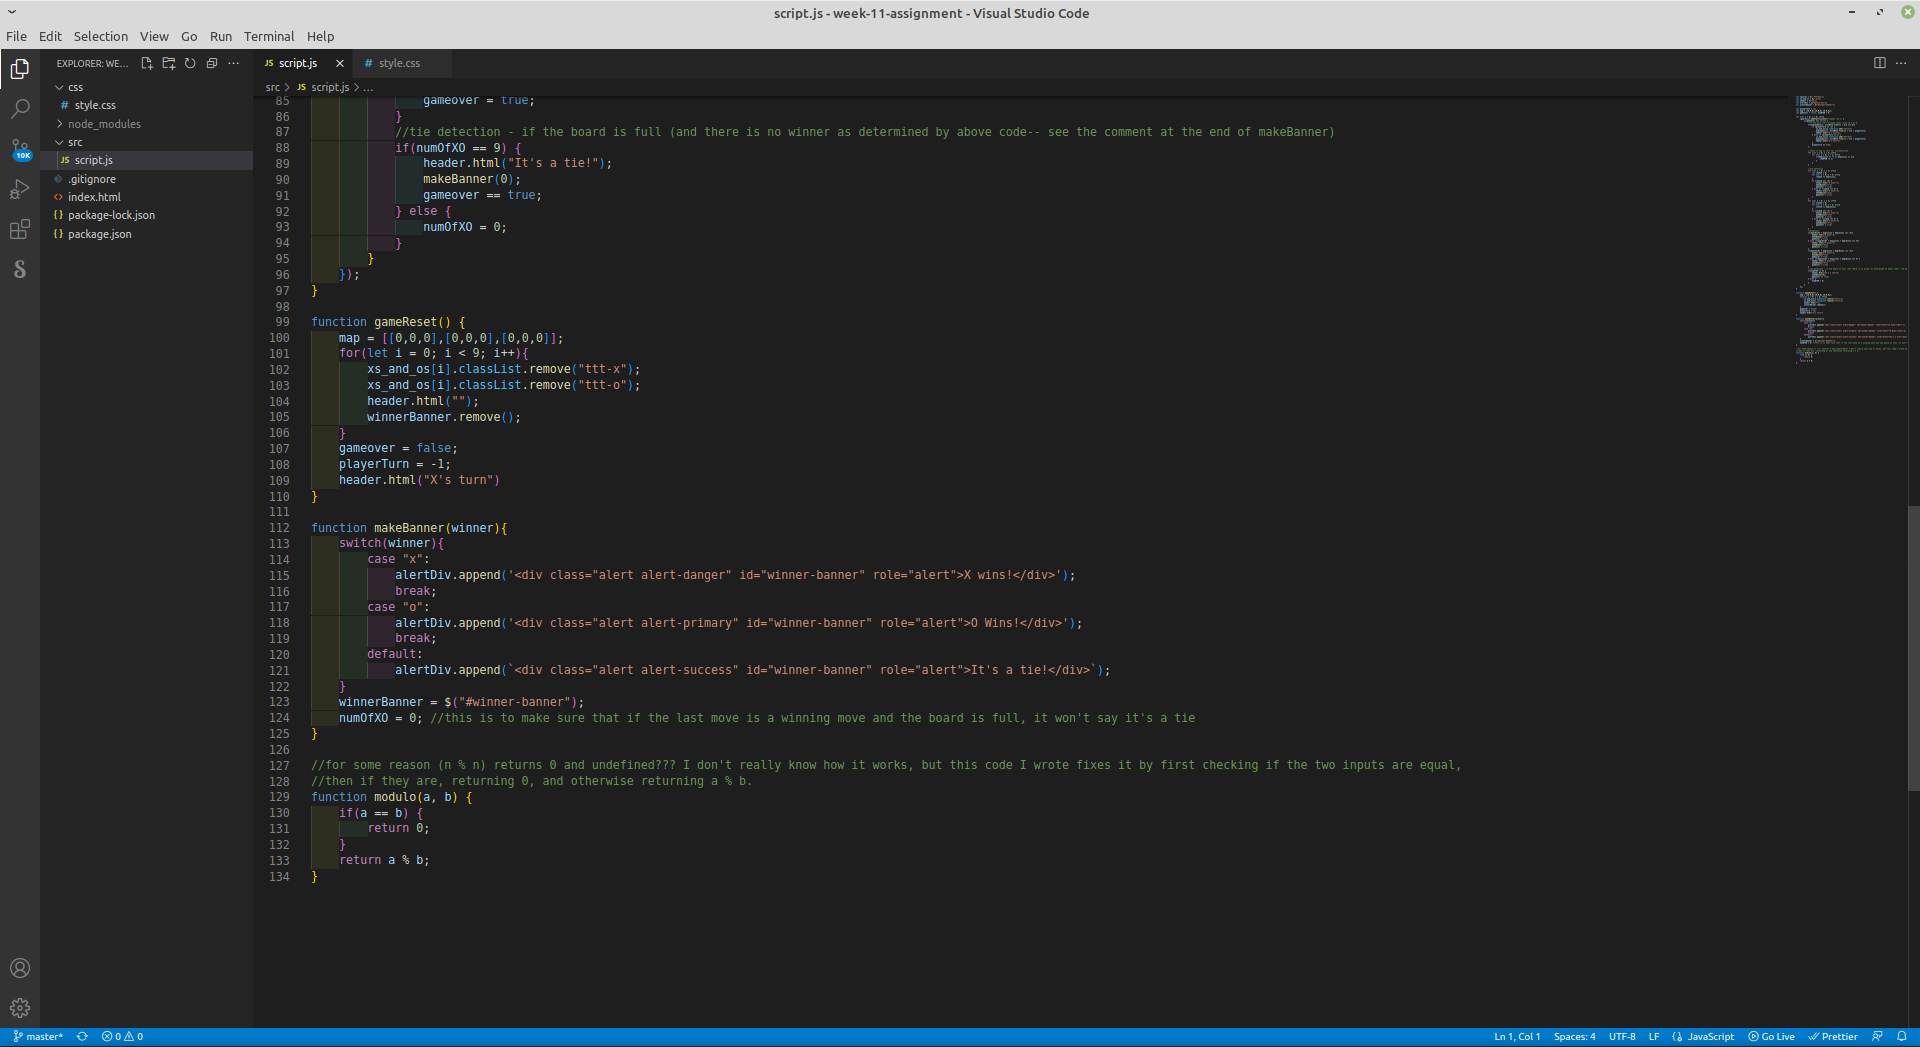 script.js - week-11-assignment - Visual Studio Code
File Edit Selection View Go Run Terminal Help
EXPLORER: WE...
css
# style.css
node_modules
src
JS script.js
.gitignore
<> index.html
{} package-lock.json
{} package.json
10K
JS script.js # style.css
src > JS script.js > ...
85 gameover = true;
86 }
87 //tie detection - if the board is full (and there is no winner as determined by above code-- see the comment at the end of makeBanner)
88 if(numOfXO == 9) {
89 header.html("It's a tie!");
90 makeBanner(0);
91 gameover == true;
92 } else {
93 numOfXO = 0;
94 }
95 }
96 });
97 }
98
99 function gameReset() {
100 map = [[0,0,0],[0,0,0],[0,0,0]];
101 for(let i = 0; i < 9; i++){
102 xs_and_os[i].classList.remove("ttt-x");
103 xs_and_os[i].classList.remove("ttt-o");
104 header.html("");
105 winnerBanner.remove();
106 }
107 gameover = false;
108 playerTurn = -1;
109 header.html("X's turn")
110 }
111
112 function makeBanner(winner){
113 switch(winner){
114 case "x":
115 alertDiv.append('<div class="alert alert-danger" id="winner-banner" role="alert">X wins!</div>');
116 break;
117 case "o":
118 alertDiv.append('<div class="alert alert-primary" id="winner-banner" role="alert">O Wins!</div>');
119 break;
120 default:
121 alertDiv.append(`<div class="alert alert-success" id="winner-banner" role="alert">It's a tie!</div>`);
122 }
123 winnerBanner = $("#winner-banner");
124 numOfXO = 0; //this is to make sure that if the last move is a winning move and the board is full, it won't say it's a tie
125 }
126
127 //for some reason (n % n) returns 0 and undefined??? I don't really know how it works, but this code I wrote fixes it by first checking if the two inputs are equal,
128 //then if they are, returning 0, and otherwise returning a % b.
129 function modulo(a, b) {
130 if(a == b) {
131 return 0;
132 }
133 return a % b;
134 }
master* 0 0 Ln 1, Col 1 Spaces: 4 UTF-8 LF {} JavaScript Go Live Prettier